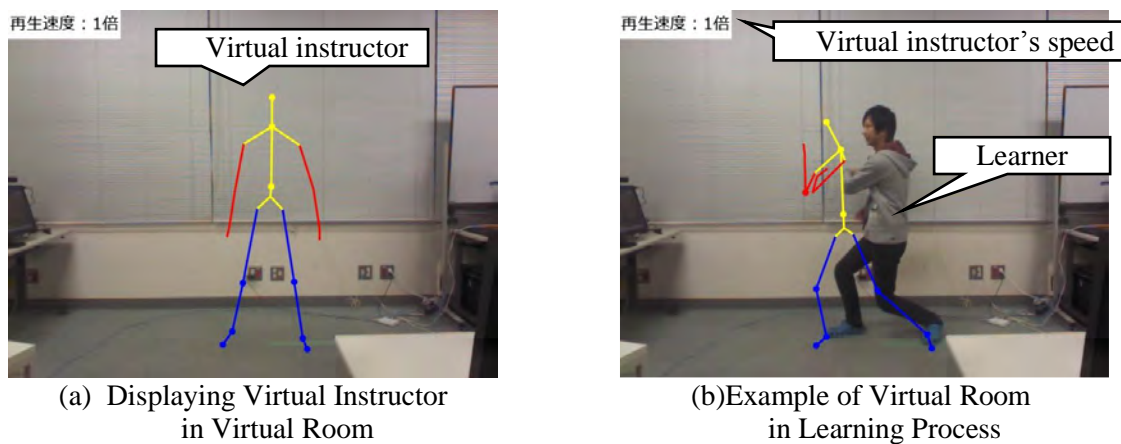 再生速度：1倍
Virtual instructor
再生速度：1倍
Virtual instructor's speed
Learner
(a) Displaying Virtual Instructor
in Virtual Room
(b)Example of Virtual Room
in Learning Process